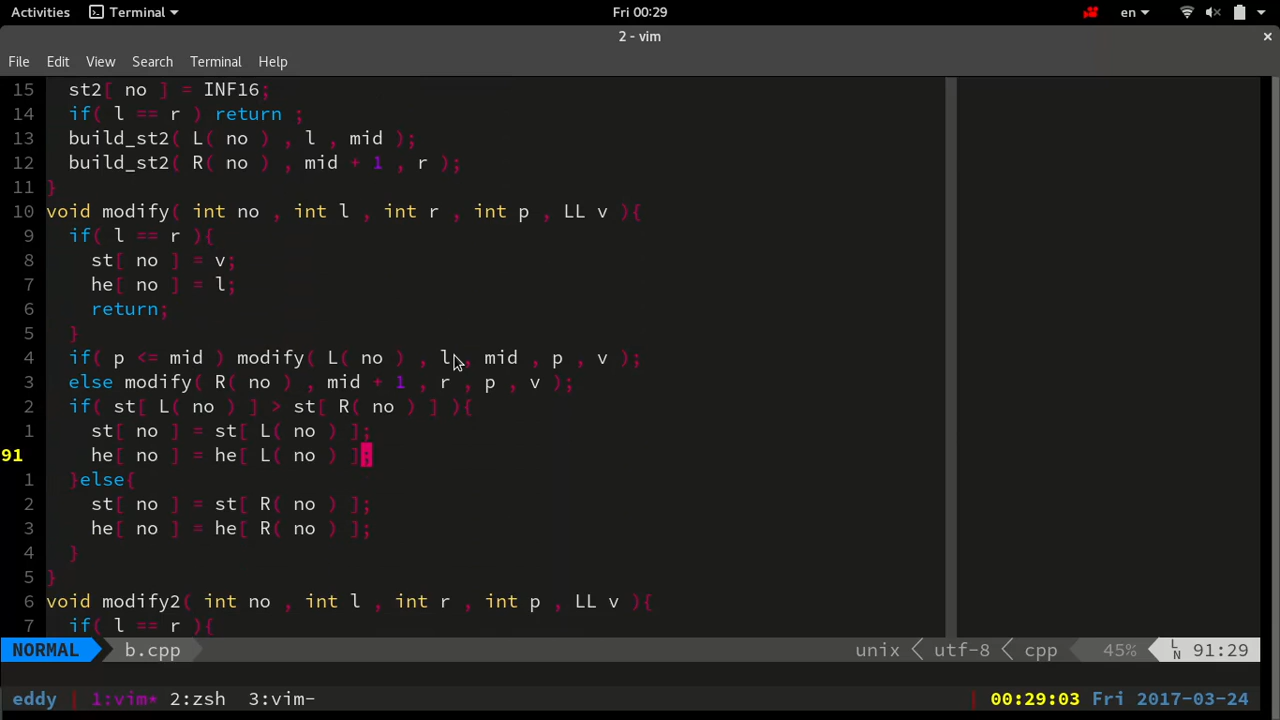 Activities Terminal Fri 00:29 en
2 - vim ×
File Edit View Search Terminal Help
15 st2[ no ] = INF16;
14 if( l == r ) return ;
13 build_st2( L( no ) , l , mid );
12 build_st2( R( no ) , mid + 1 , r );
11 }
10 void modify( int no , int l , int r , int p , LL v ){
9 if( l == r ){
8 st[ no ] = v;
7 he[ no ] = l;
6 return;
5 }
4 if( p <= mid ) modify( L( no ) , l , mid , p , v );
3 else modify( R( no ) , mid + 1 , r , p , v );
2 if( st[ L( no ) ] > st[ R( no ) ] ){
1 st[ no ] = st[ L( no ) ];
91 he[ no ] = he[ L( no ) ];
1 }else{
2 st[ no ] = st[ R( no ) ];
3 he[ no ] = he[ R( no ) ];
4 }
5 }
6 void modify2( int no , int l , int r , int p , LL v ){
7 if( l == r ){
NORMAL b.cpp unix utf-8 cpp 45% LN 91:29
eddy 1:vim* 2:zsh 3:vim- 00:29:03 Fri 2017-03-24